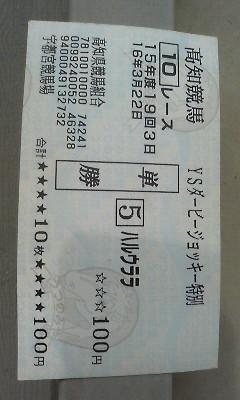 高知競馬
10レース
15年度19回3日
16年3月22日
YSダービージョッキー特別
単勝
5 ハルウララ
☆☆☆100円
合計★★★★10枚★★★★100円
高知県競馬組合
宇都宮競馬場